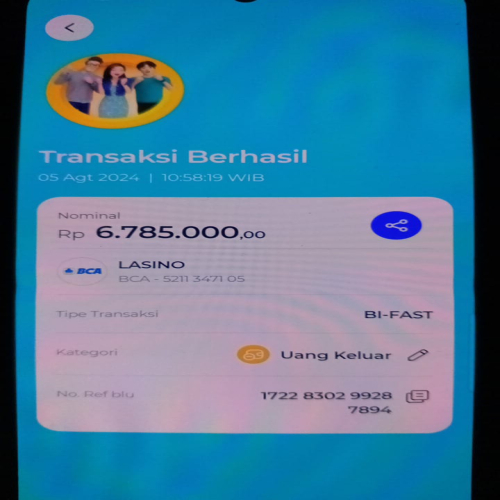 Transaksi Berhasil
05 Agt 2024 | 10:58:19 WIB
Nominal
Rp 6.785.000,00
BCA LASINO
BCA - 5211 3471 05
Tipe Transaksi BI-FAST
Kategori Uang Keluar
No. Ref blu 1722 8302 9928
7894